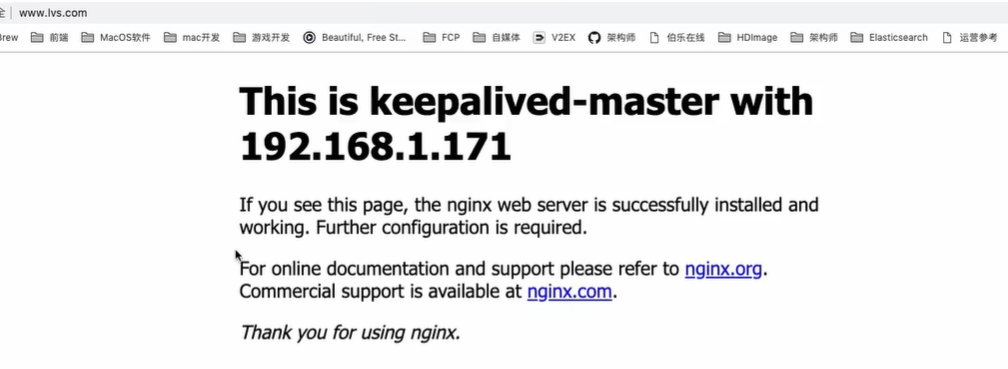 全 www.lvs.com
Brew 前端 MacOS软件 mac开发 游戏开发 Beautiful, Free St... FCP 自媒体 V2EX 架构师 伯乐在线 HDImage 架构师 Elasticsearch 运营参考
This is keepalived-master with
192.168.1.171
If you see this page, the nginx web server is successfully installed and
working. Further configuration is required.
For online documentation and support please refer to nginx.org.
Commercial support is available at nginx.com.
Thank you for using nginx.